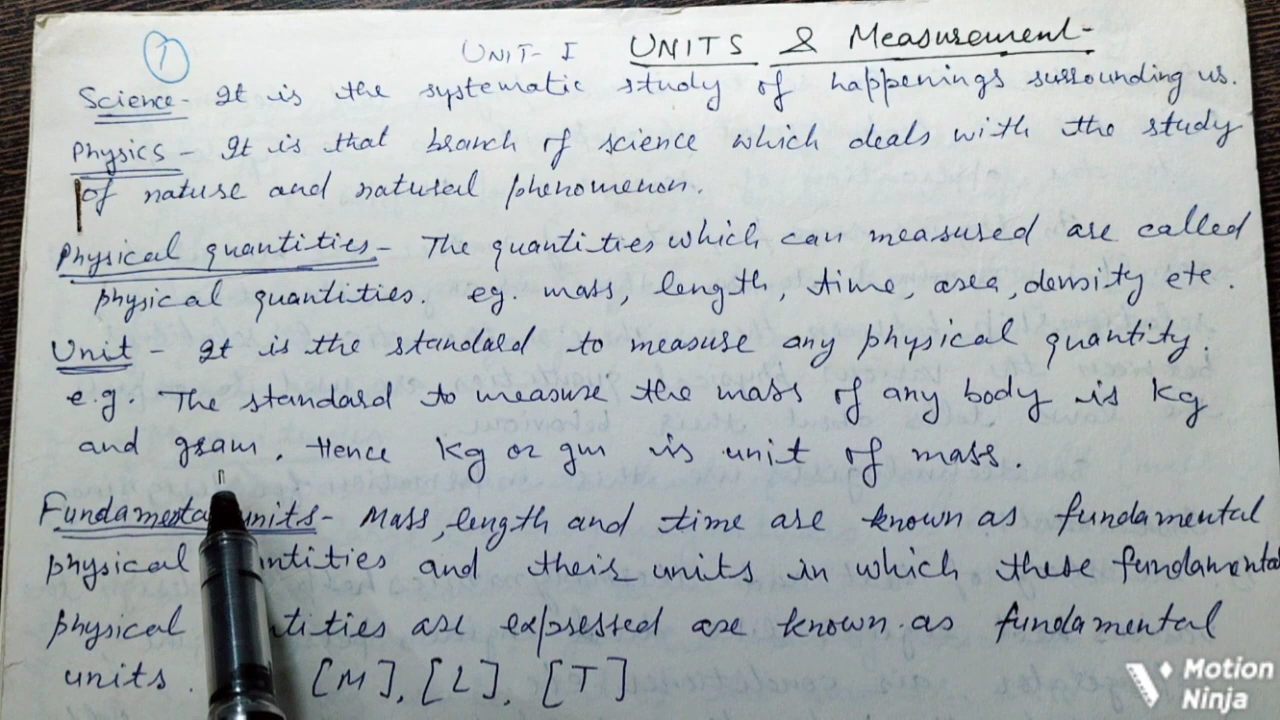 1
UNIT-I UNITS & Measurement-
Science- It is the systematic study of happenings surrounding us.
Physics - It is that branch of science which deals with the study
of nature and natural phenomenon.
Physical quantities- The quantities which can measured are called
physical quantities. eg. mass, length, time, area, density etc.
Unit - It is the standard to measure any physical quantity.
e.g. The standard to measure the mass of any body is kg
and gram. Hence kg or gm is unit of mass.
Fundamental units- Mass, length and time are known as fundamental
physical and their units in which these fundamental
physical are expressed are known as fundamental
units. [M], [L], [T]
Motion
Ninja